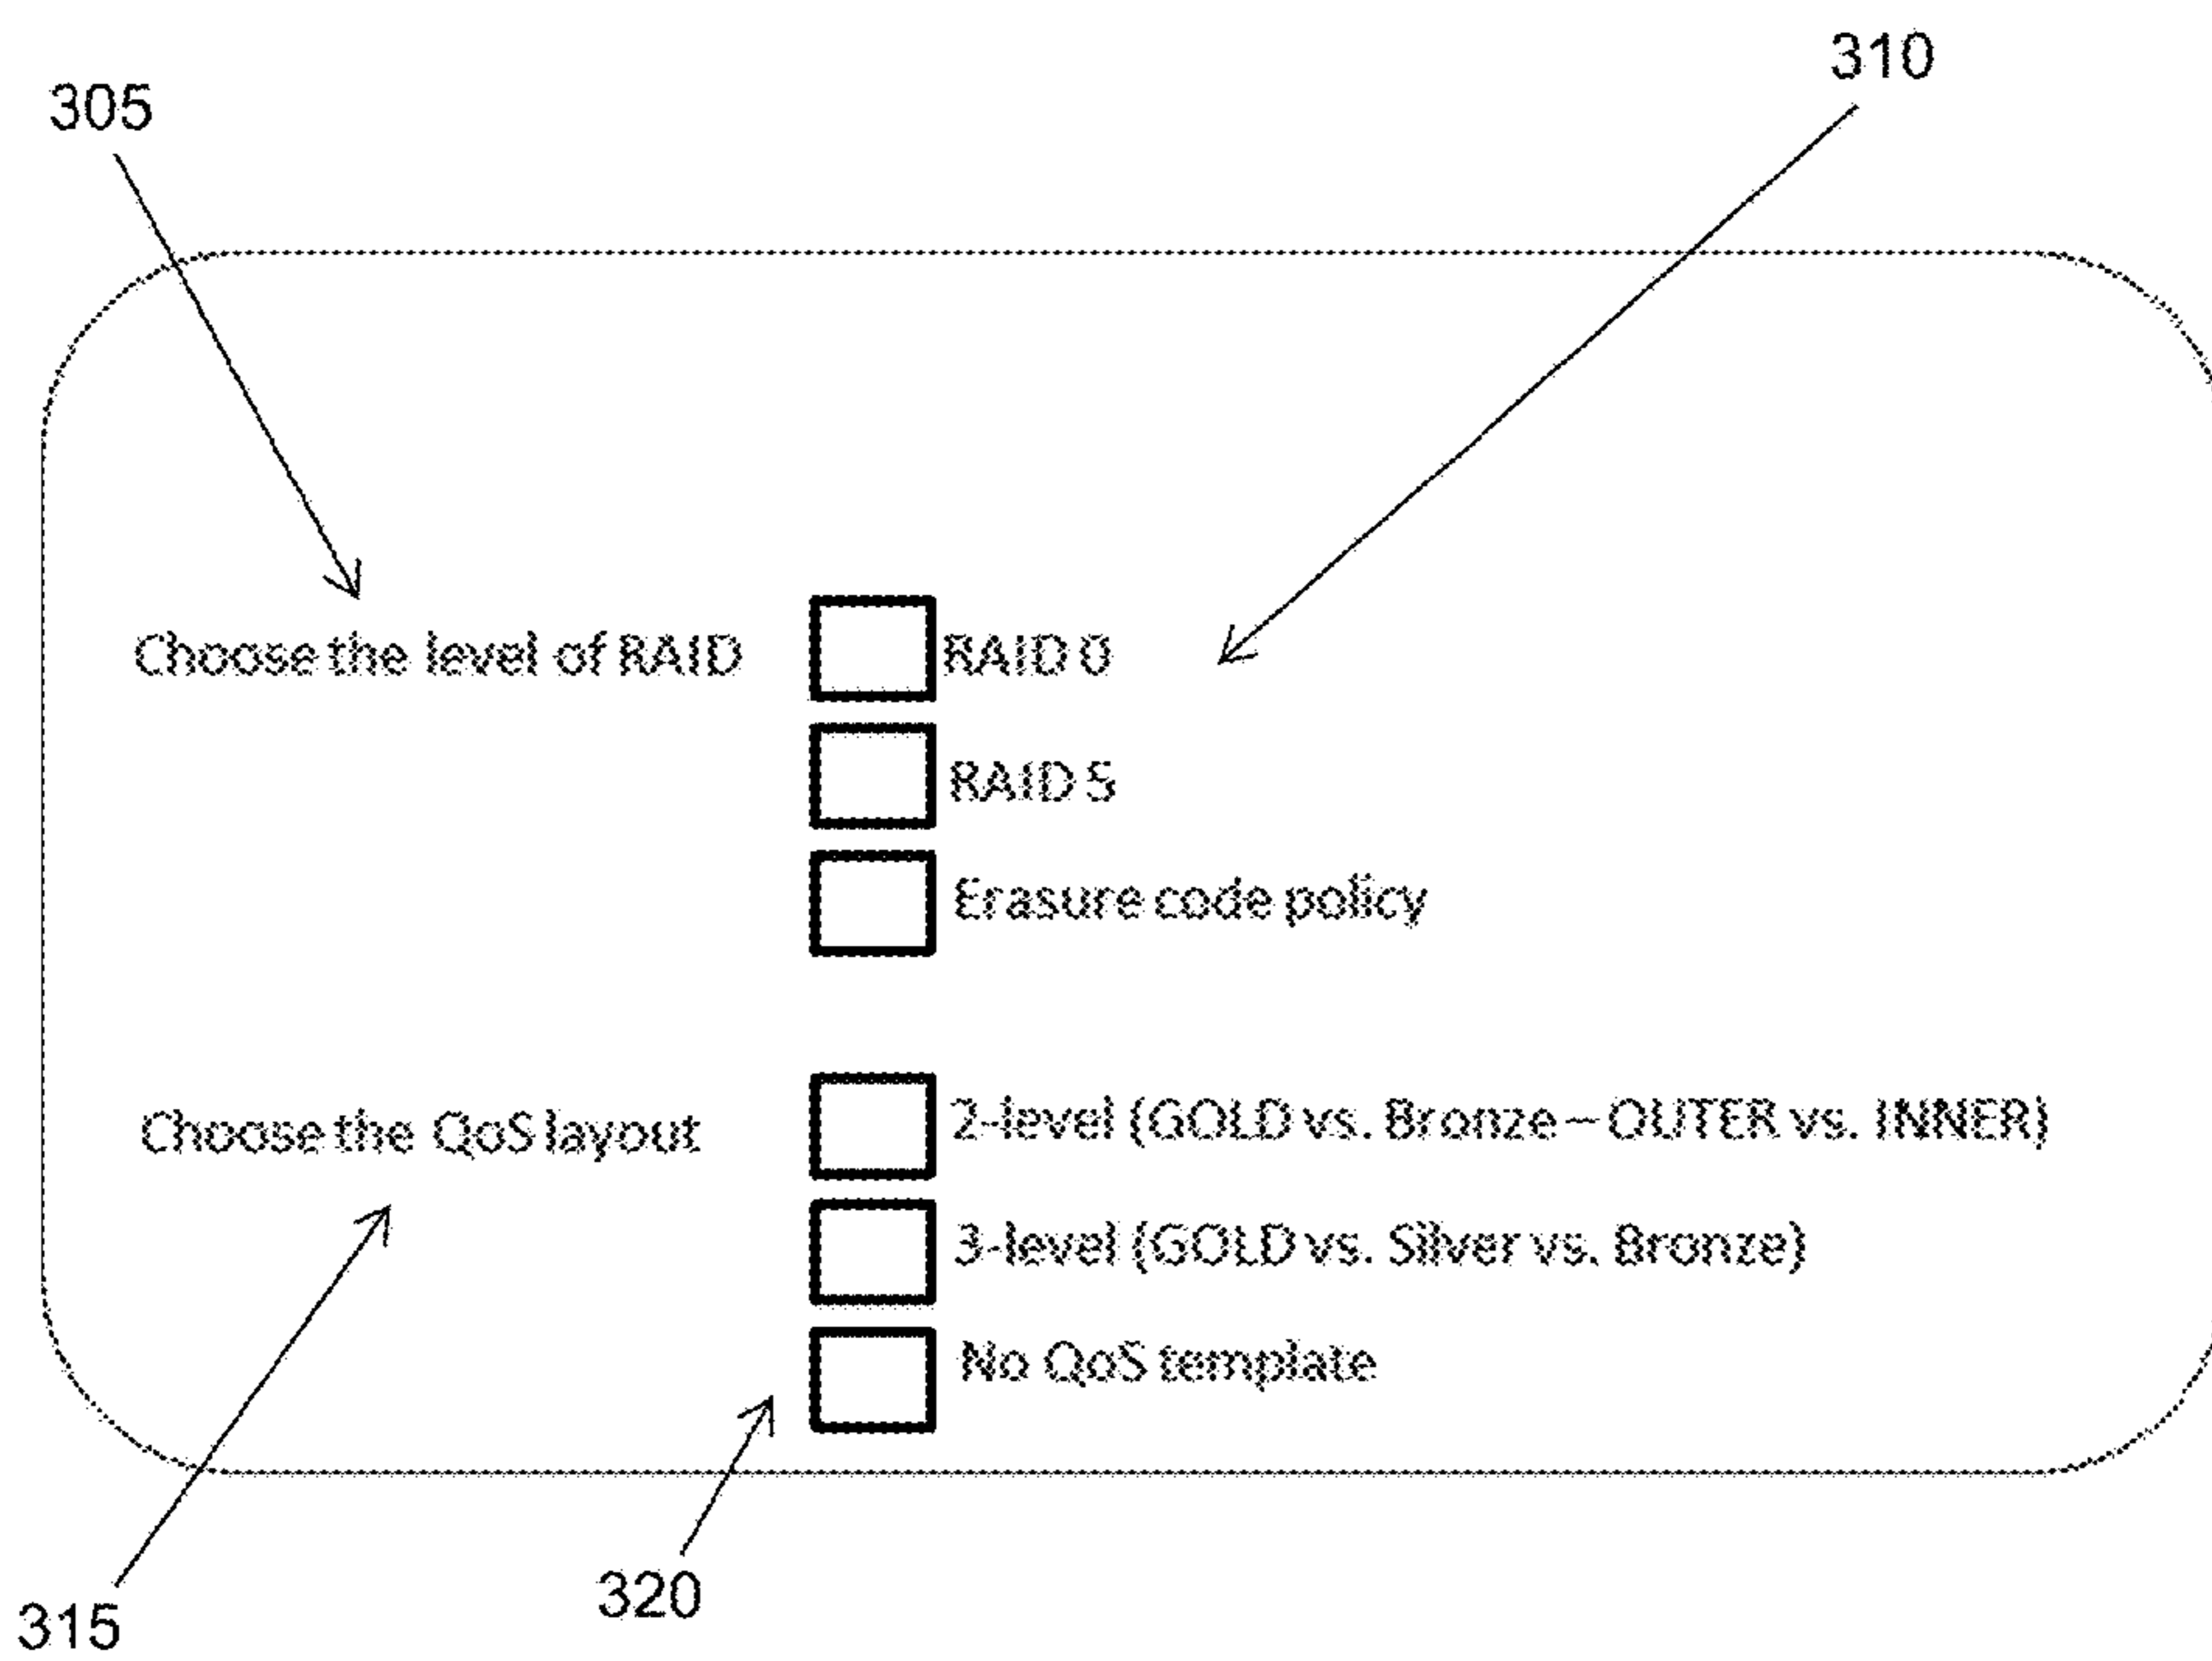 310
305
Choose the level of RAID
RAID 0
RAID 5
Erasure code policy
Choose the QoS layout
2-level (GOLD vs. Bronze – OUTER vs. INNER)
3-level (GOLD vs. Silver vs. Bronze)
No QoS template
320
315